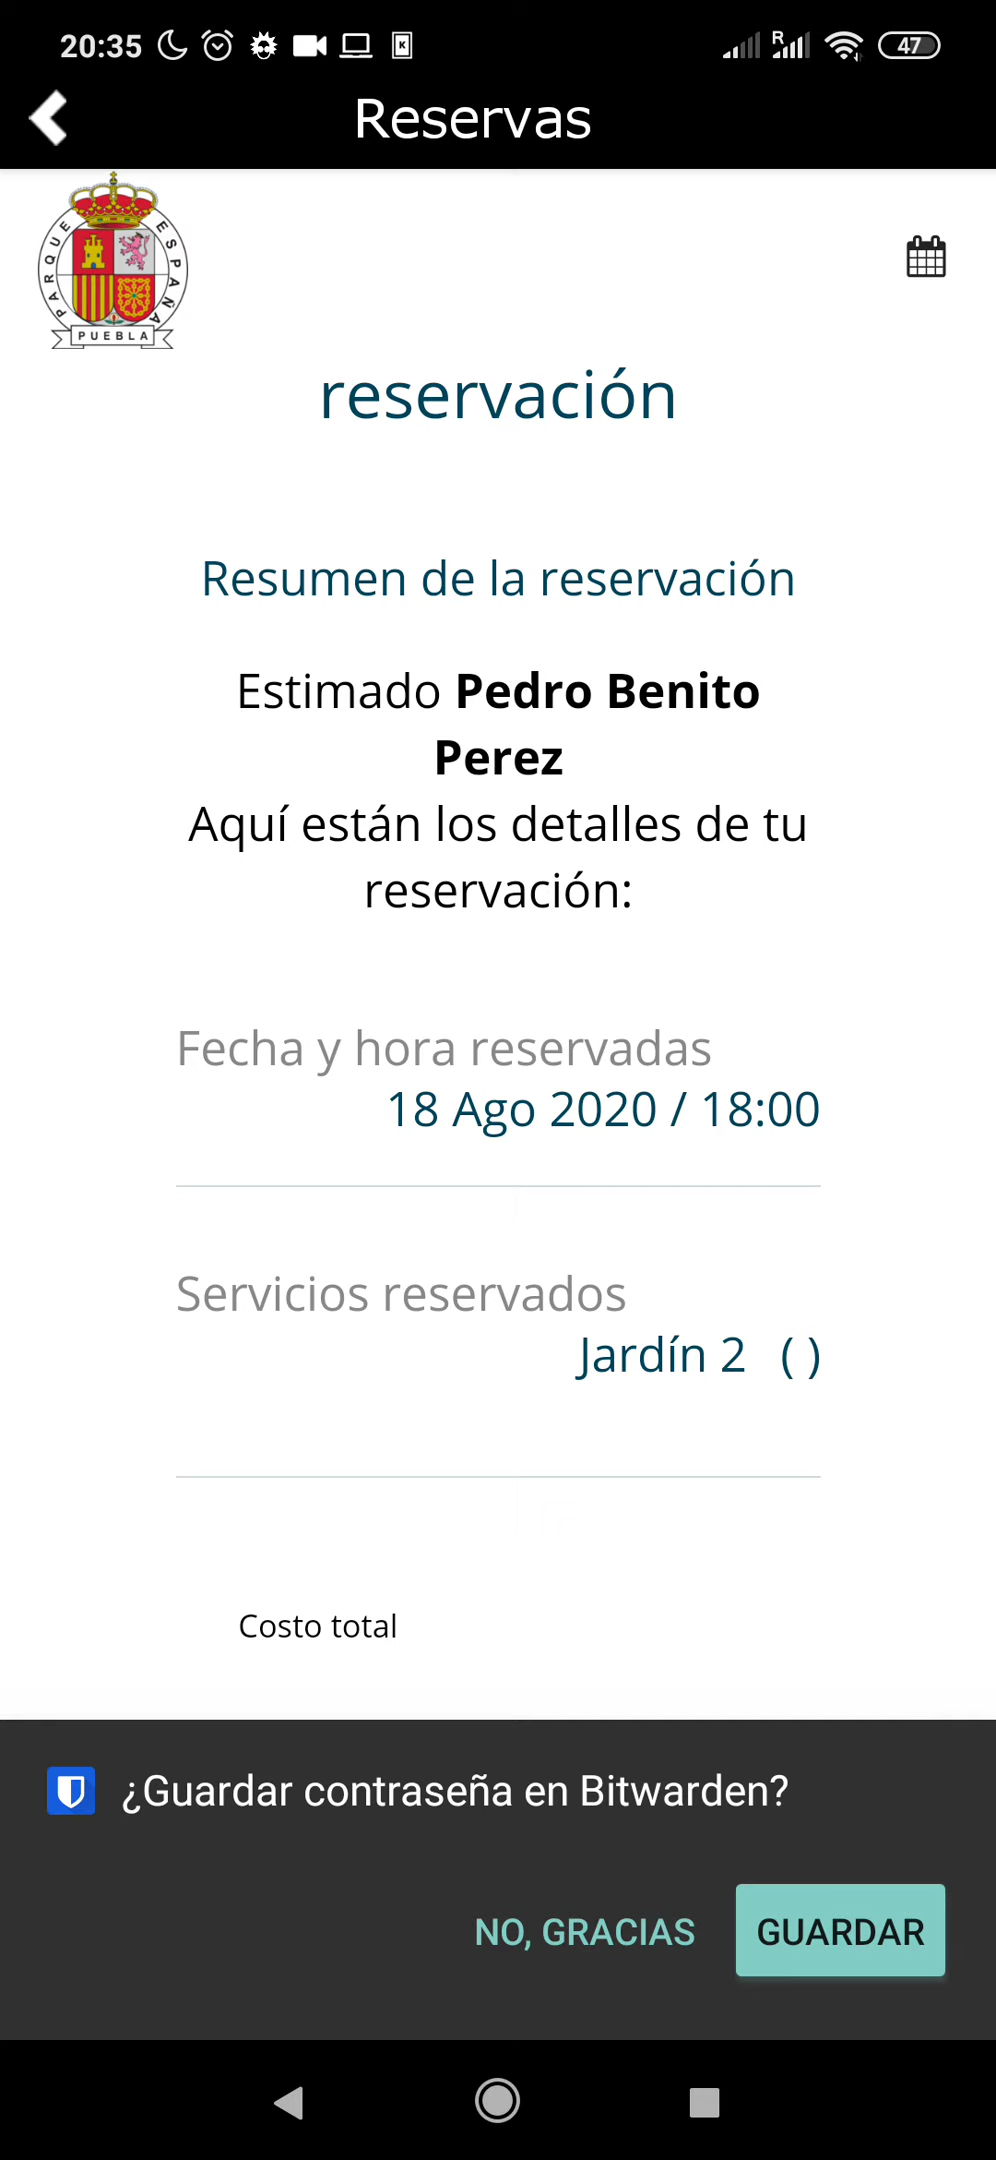 20:35
R
47
Reservas
PARQUE ESPAÑA
PUEBLA
reservación
Resumen de la reservación
Estimado Pedro Benito
Perez
Aquí están los detalles de tu
reservación:
Fecha y hora reservadas
18 Ago 2020 / 18:00
Servicios reservados
Jardín 2 ( )
Costo total
¿Guardar contraseña en Bitwarden?
NO, GRACIAS
GUARDAR